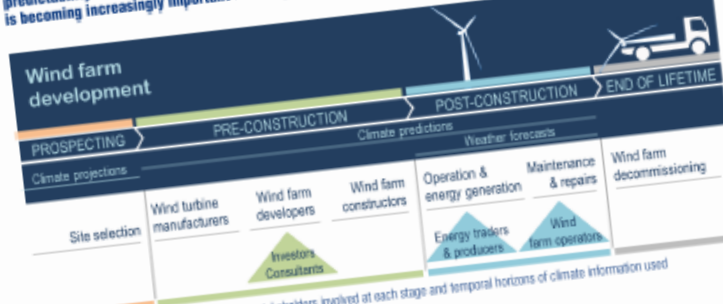 is becoming increasingly important
Wind farm
development
PROSPECTING
PRE-CONSTRUCTION
POST-CONSTRUCTION
END OF LIFETIME
Climate projections
Climate predictions
Weather forecasts
Site selection
Wind turbine
manufacturers
Wind farm
developers
Wind farm
constructors
Operation &
energy generation
Maintenance
& repairs
Wind farm
decommissioning
Investors
Consultants
Energy traders
& producers
Wind
farm operators
involved at each stage and temporal horizons of climate information used